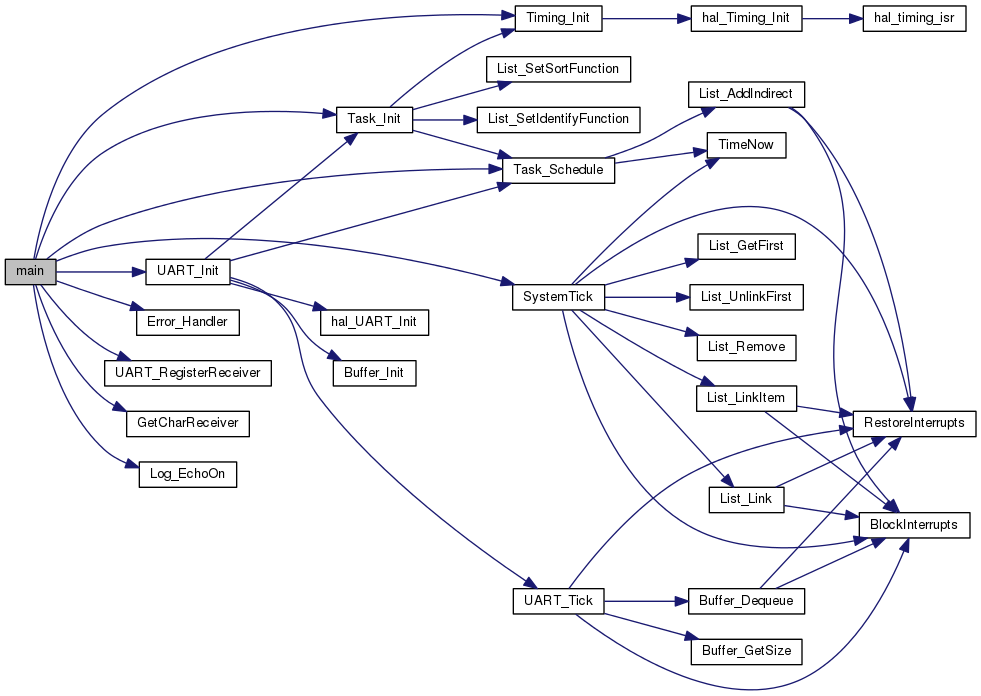 Timing_Init
hal_Timing_Init
hal_timing_isr
List_SetSortFunction
List_AddIndirect
Task_Init
List_SetIdentifyFunction
TimeNow
Task_Schedule
List_GetFirst
main
UART_Init
SystemTick
List_UnlinkFirst
Error_Handler
hal_UART_Init
List_Remove
UART_RegisterReceiver
Buffer_Init
List_LinkItem
GetCharReceiver
RestoreInterrupts
Log_EchoOn
List_Link
BlockInterrupts
UART_Tick
Buffer_Dequeue
Buffer_GetSize